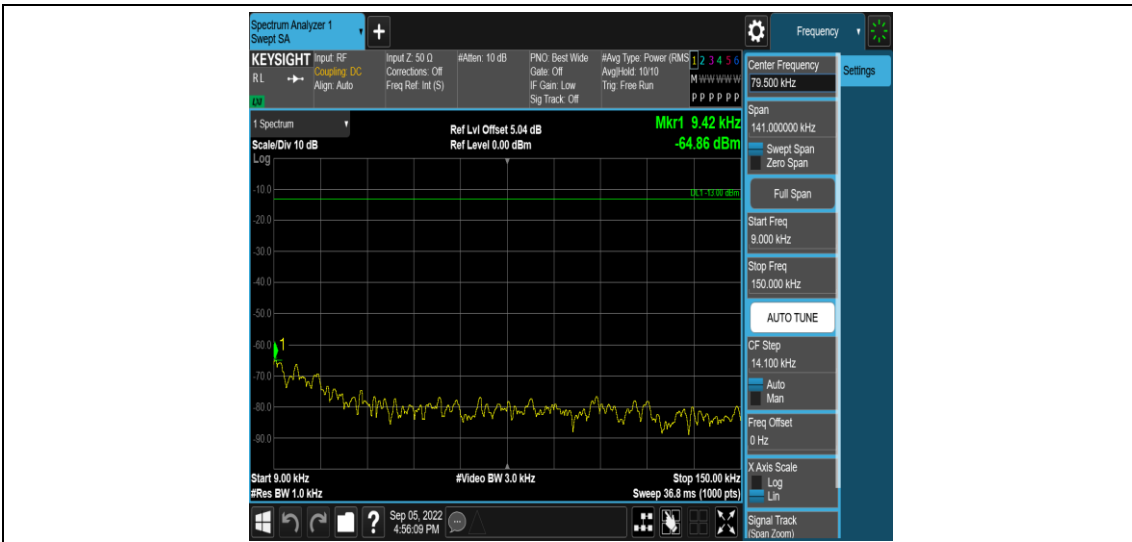 Spectrum Analyzer 1
Swept SA
Frequency
KEYSIGHT
RL
LXI
Input: RF
Coupling: DC
Align: Auto
Input Z: 50 Ω
Corrections: Off
Freq Ref: Int (S)
#Atten: 10 dB
PNO: Best Wide
Gate: Off
IF Gain: Low
Sig Track: Off
#Avg Type: Power (RMS
Avg|Hold: 10/10
Trig: Free Run
1 2 3 4 5 6
M W W W W W
P P P P P P
1 Spectrum
Scale/Div 10 dB
Log
Ref Lvl Offset 5.04 dB
Ref Level 0.00 dBm
Mkr1 9.42 kHz
-64.86 dBm
DL1 -13.00 dBm
-10.0
-20.0
-30.0
-40.0
-50.0
-60.0
1
-70.0
-80.0
-90.0
Start 9.00 kHz
#Res BW 1.0 kHz
#Video BW 3.0 kHz
Stop 150.00 kHz
Sweep 36.8 ms (1000 pts)
Sep 05, 2022
4:56:09 PM
Center Frequency
79.500 kHz
Settings
Span
141.000000 kHz
Swept Span
Zero Span
Full Span
Start Freq
9.000 kHz
Stop Freq
150.000 kHz
AUTO TUNE
CF Step
14.100 kHz
Auto
Man
Freq Offset
0 Hz
X Axis Scale
Log
Lin
Signal Track
(Span Zoom)